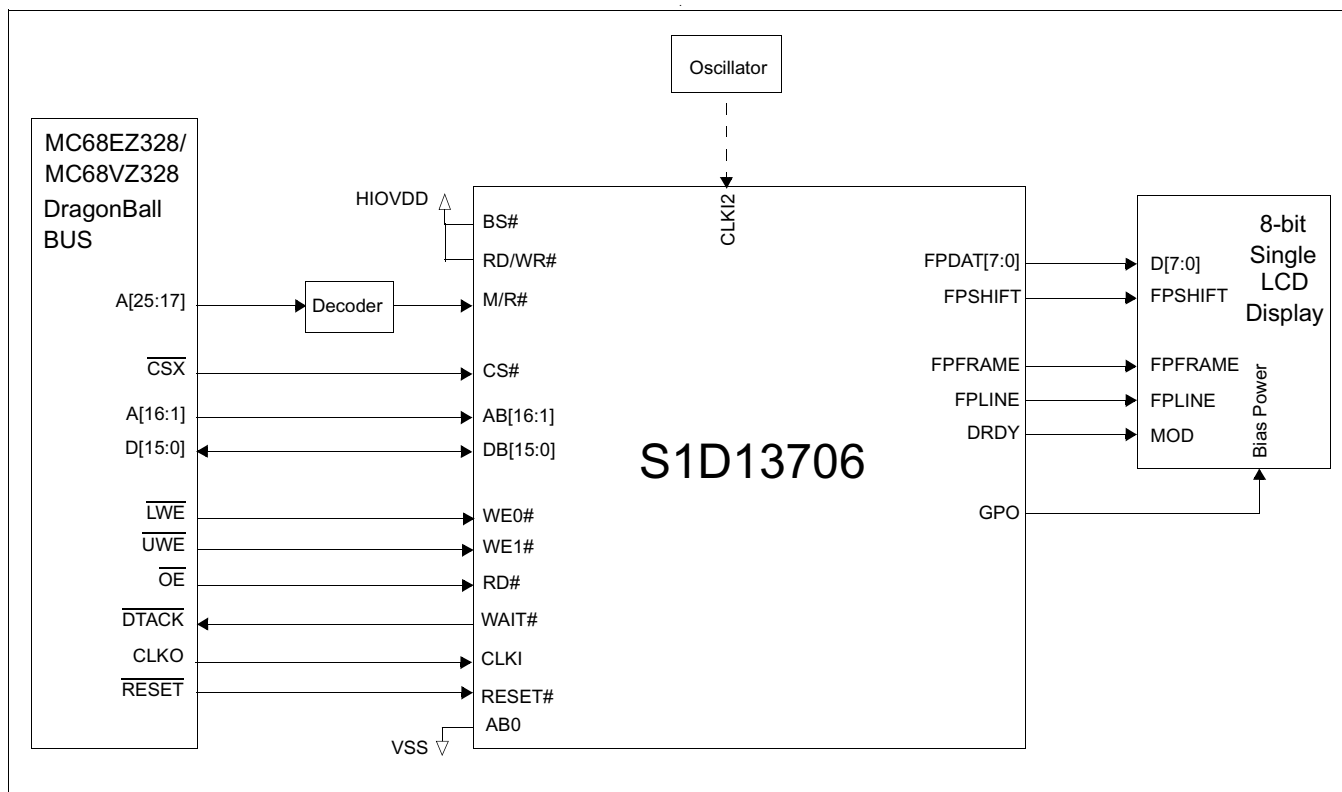 Oscillator
MC68EZ328/
MC68VZ328
DragonBall
BUS
A[25:17]
CSX
A[16:1]
D[15:0]
LWE
UWE
OE
DTACK
CLKO
RESET
HIOVDD
Decoder
VSS
CLKI2
BS#
RD/WR#
M/R#
CS#
AB[16:1]
DB[15:0]
WE0#
WE1#
RD#
WAIT#
CLKI
RESET#
AB0
S1D13706
FPDAT[7:0]
FPSHIFT
FPFRAME
FPLINE
DRDY
GPO
8-bit
Single
LCD
Display
D[7:0]
FPSHIFT
FPFRAME
FPLINE
MOD
Bias Power